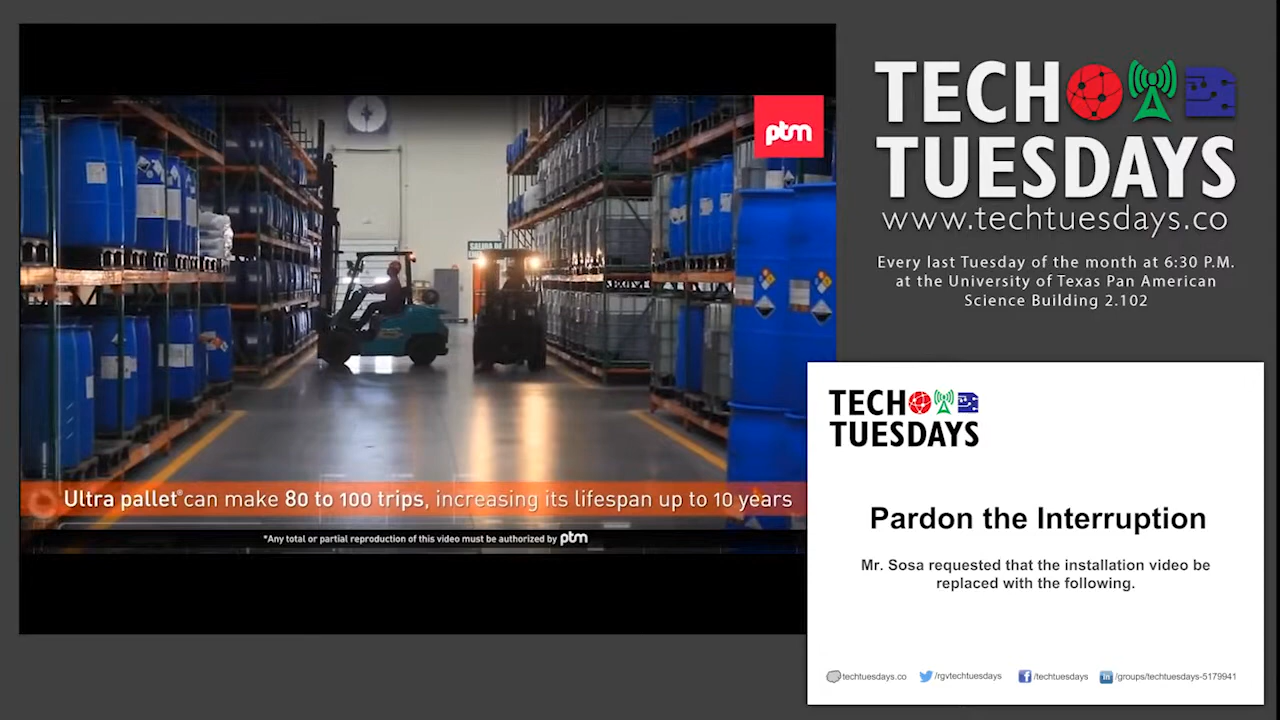 ptm
SALIDA DE
Ultra pallet® can make 80 to 100 trips, increasing its lifespan up to 10 years
*Any total or partial reproduction of this video must be authorized by ptm
TECH
TUESDAYS
www.techtuesdays.co
Every last Tuesday of the month at 6:30 P.M.
at the University of Texas Pan American
Science Building 2.102
TECH
TUESDAYS
Pardon the Interruption
Mr. Sosa requested that the installation video be
replaced with the following.
techtuesdays.co /rgvtechtuesdays /techtuesdays /groups/techtuesdays-5179941